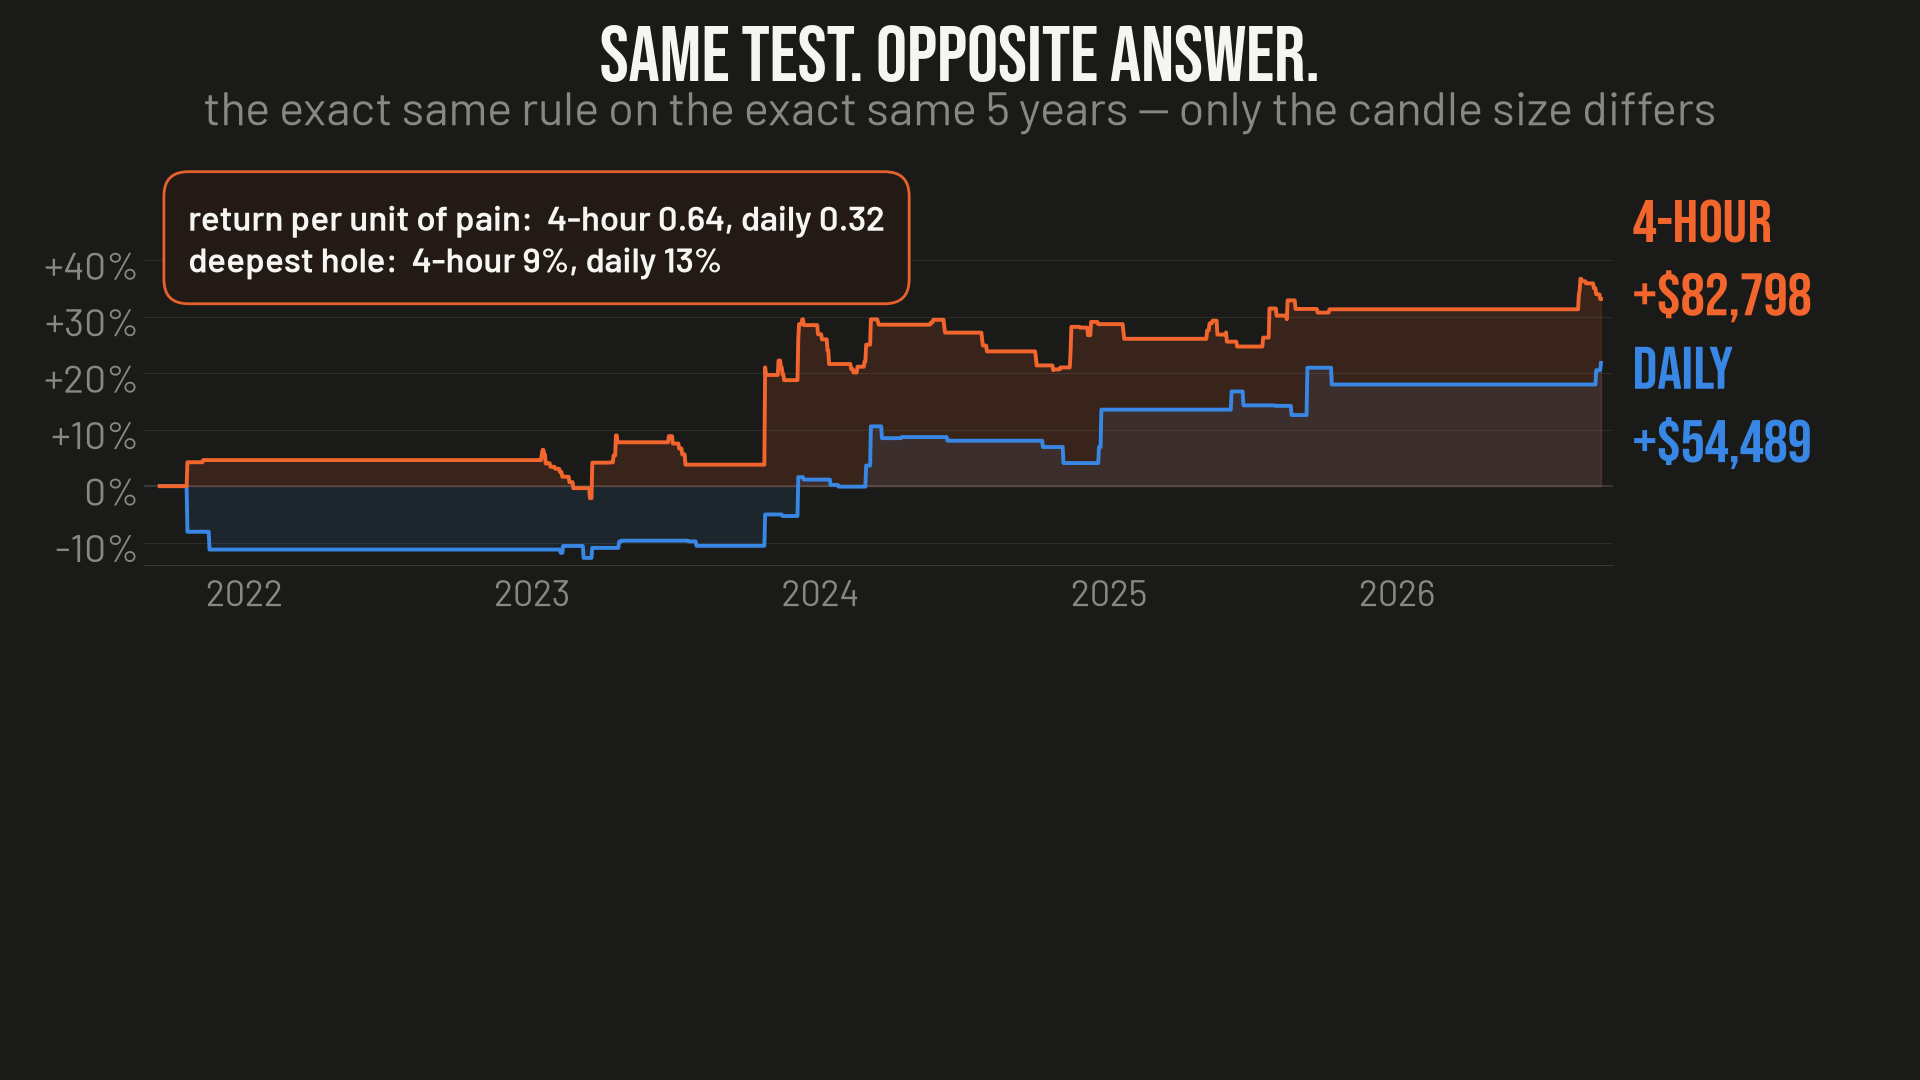 SAME TEST. OPPOSITE ANSWER.
the exact same rule on the exact same 5 years — only the candle size differs
return per unit of pain: 4-hour 0.64, daily 0.32
deepest hole: 4-hour 9%, daily 13%
+40%
+30%
+20%
+10%
0%
-10%
2022
2023
2024
2025
2026
4-HOUR
+$82,798
DAILY
+$54,489